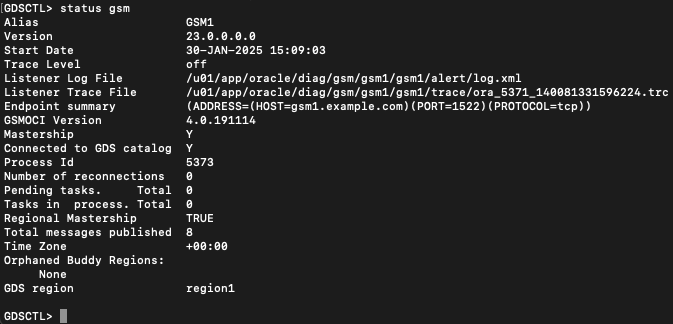 [GDSCTL> status gsm
Alias                     GSM1
Version                   23.0.0.0.0
Start Date                30-JAN-2025 15:09:03
Trace Level               off
Listener Log File         /u01/app/oracle/diag/gsm/gsm1/gsm1/alert/log.xml
Listener Trace File       /u01/app/oracle/diag/gsm/gsm1/gsm1/trace/ora_5371_140081331596224.trc
Endpoint summary          (ADDRESS=(HOST=gsm1.example.com)(PORT=1522)(PROTOCOL=tcp))
GSMOCI Version            4.0.191114
Mastership                Y
Connected to GDS catalog  Y
Process Id                5373
Number of reconnections   0
Pending tasks.     Total  0
Tasks in  process. Total  0
Regional Mastership       TRUE
Total messages published  8
Time Zone                 +00:00
Orphaned Buddy Regions:
     None
GDS region                region1
GDSCTL>